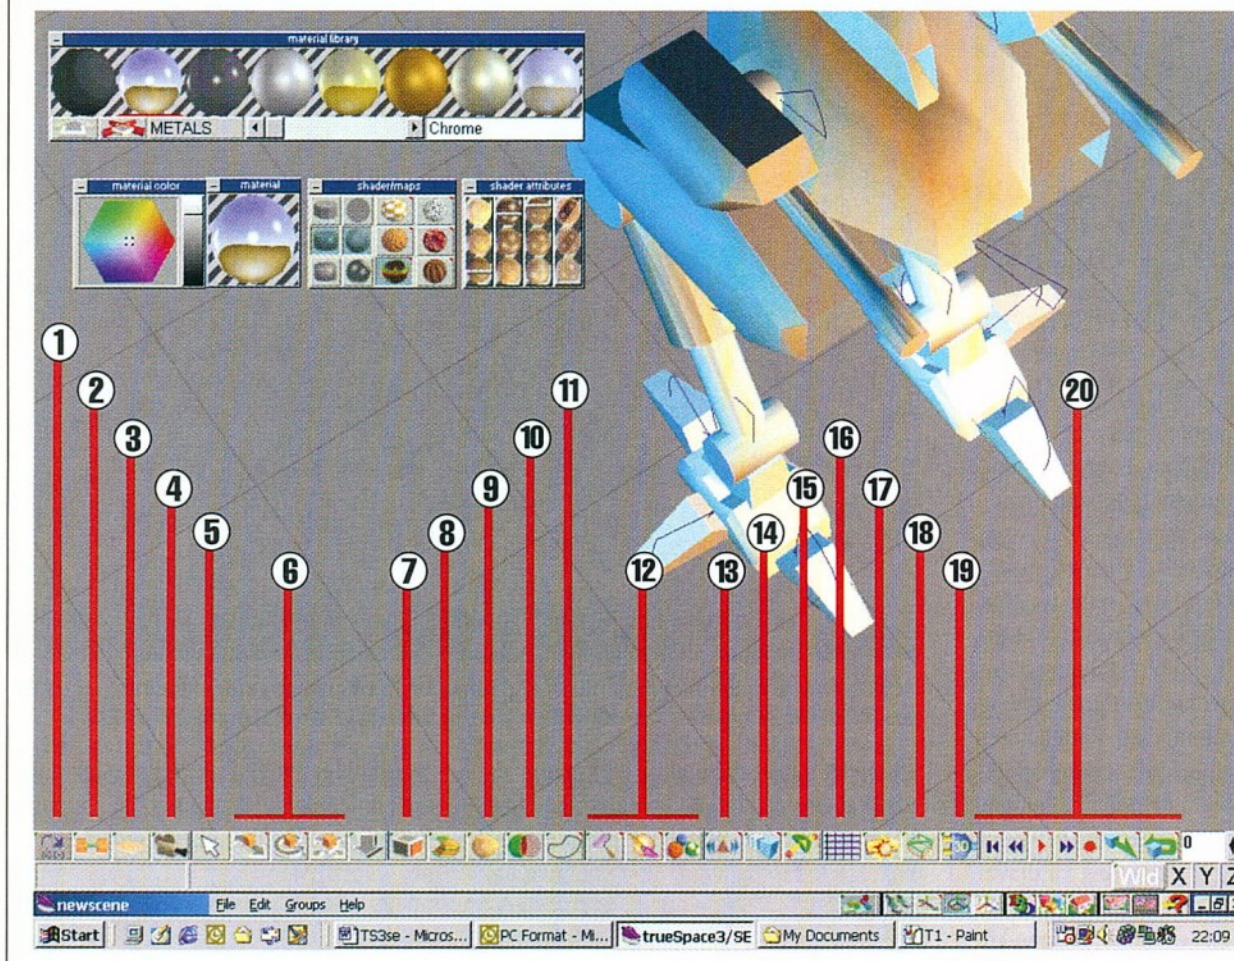 material library
METALS
Chrome
material color
material
shader/maps
shader attributes
1
2
3
4
5
6
7
8
9
10
11
12
13
14
15
16
17
18
19
20
30
0
Wld X Y Z
newscene File Edit Groups Help
Start TS3se - Micros... PC Format - Mi... trueSpace3/SE My Documents T1 - Paint 22:09